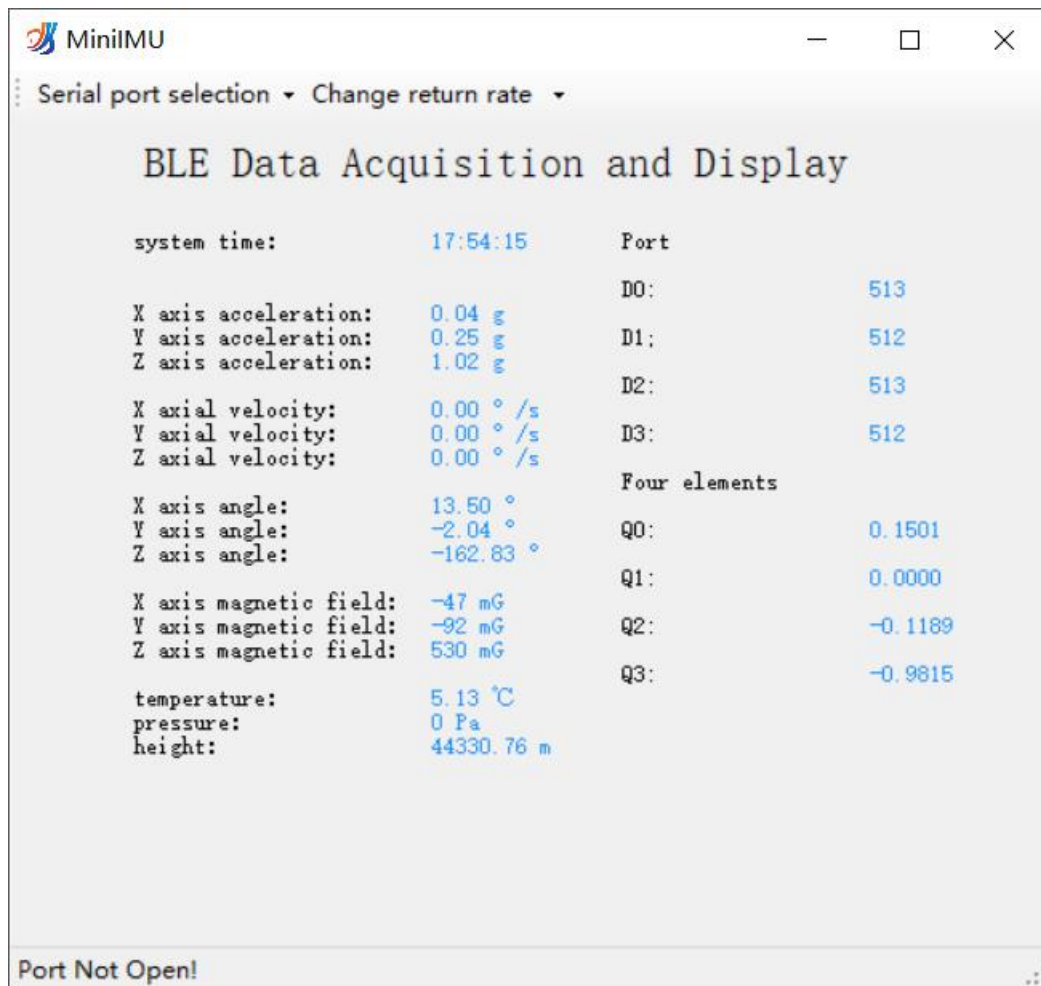 MiniIMU
Serial port selection Change return rate
BLE Data Acquisition and Display
system time: 17:54:15
X axis acceleration: 0.04 g
Y axis acceleration: 0.25 g
Z axis acceleration: 1.02 g
X axial velocity: 0.00 ° /s
Y axial velocity: 0.00 ° /s
Z axial velocity: 0.00 ° /s
X axis angle: 13.50 °
Y axis angle: -2.04 °
Z axis angle: -162.83 °
X axis magnetic field: -47 mG
Y axis magnetic field: -92 mG
Z axis magnetic field: 530 mG
temperature: 5.13 ℃
pressure: 0 Pa
height: 44330.76 m
Port
D0: 513
D1; 512
D2: 513
D3: 512
Four elements
Q0: 0.1501
Q1: 0.0000
Q2: -0.1189
Q3: -0.9815
Port Not Open!